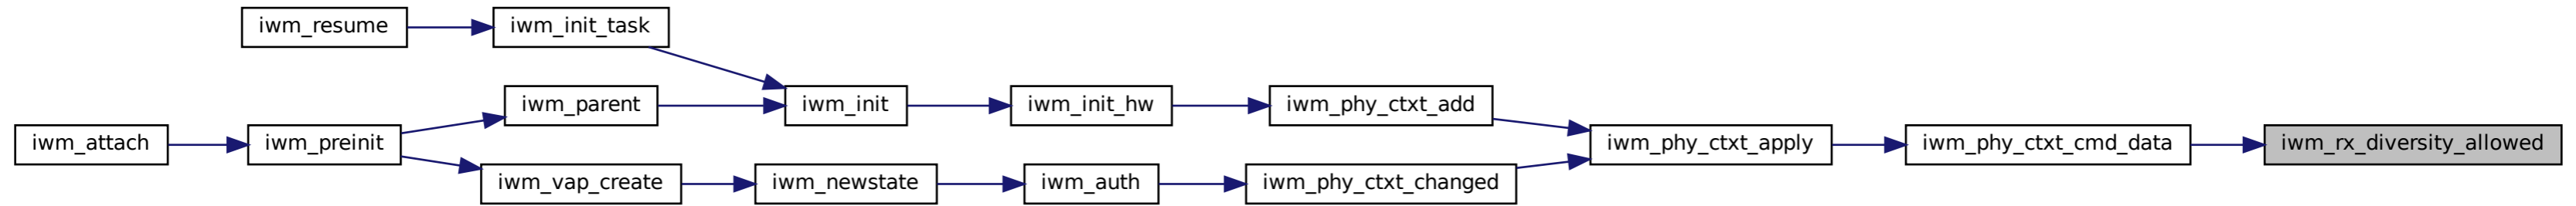 iwm_resume
iwm_init_task
iwm_parent
iwm_init
iwm_init_hw
iwm_phy_ctxt_add
iwm_attach
iwm_preinit
iwm_phy_ctxt_apply
iwm_phy_ctxt_cmd_data
iwm_rx_diversity_allowed
iwm_vap_create
iwm_newstate
iwm_auth
iwm_phy_ctxt_changed